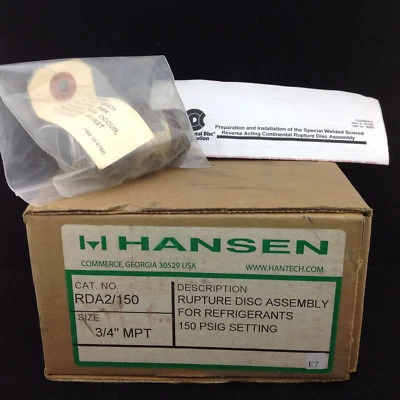 OCCUR,
BURST
Preparation and Installation of the Special Welded Scored
Reverse Acting Continental Rupture Disc Assembly
HANSEN
COMMERCE, GEORGIA 30529 USA
WWW.HANTECH.COM
CAT. NO.
RDA2/150
SIZE
3/4" MPT
DESCRIPTION
RUPTURE DISC ASSEMBLY
FOR REFRIGERANTS
150 PSIG SETTING
E7